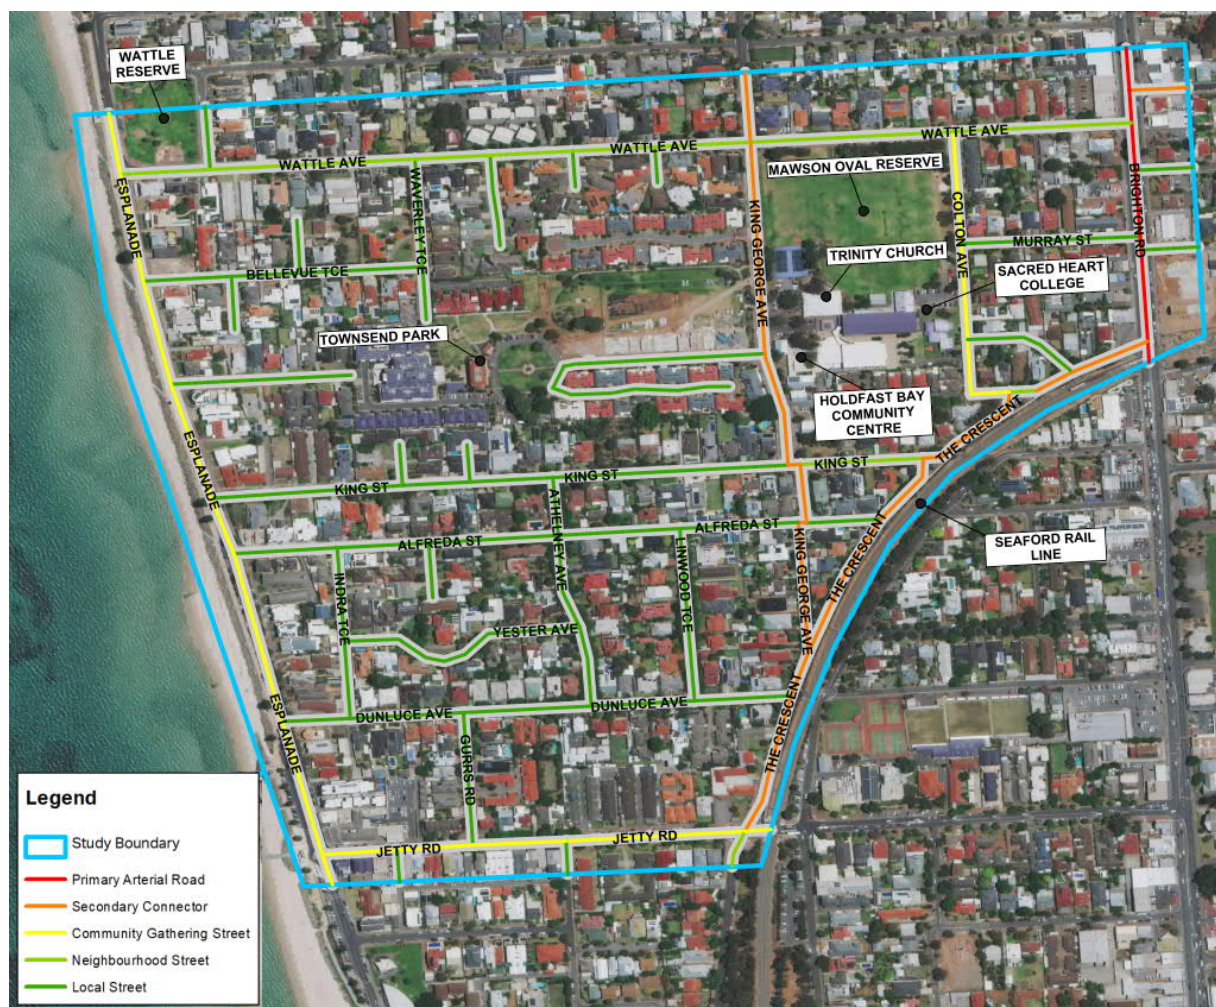 WATTLE
RESERVE
WATTLE AVE
WATTLE AVE
WATTLE AVE
MAWSON OVAL RESERVE
ESPLANADE
WAVERLEY TCE
KING GEORGE AVE
COLTON AVE
BRIGHTON RD
MURRAY ST
TRINITY CHURCH
BELLEVUE TCE
SACRED HEART
COLLEGE
TOWNSEND PARK
HOLDFAST BAY
COMMUNITY
CENTRE
THE CRESCENT
ESPLANADE
KING ST
KING ST
KING ST
ATHELNEY AVE
ALFREDA ST
ALFREDA ST
SEAFORD RAIL
LINE
INDRA TCE
LINWOOD TCE
KING GEORGE AVE
THE CRESCENT
YESTER AVE
ESPLANADE
DUNLUCE AVE
DUNLUCE AVE
THE CRESCENT
GURRS RD
JETTY RD
JETTY RD
Legend
Study Boundary
Primary Arterial Road
Secondary Connector
Community Gathering Street
Neighbourhood Street
Local Street